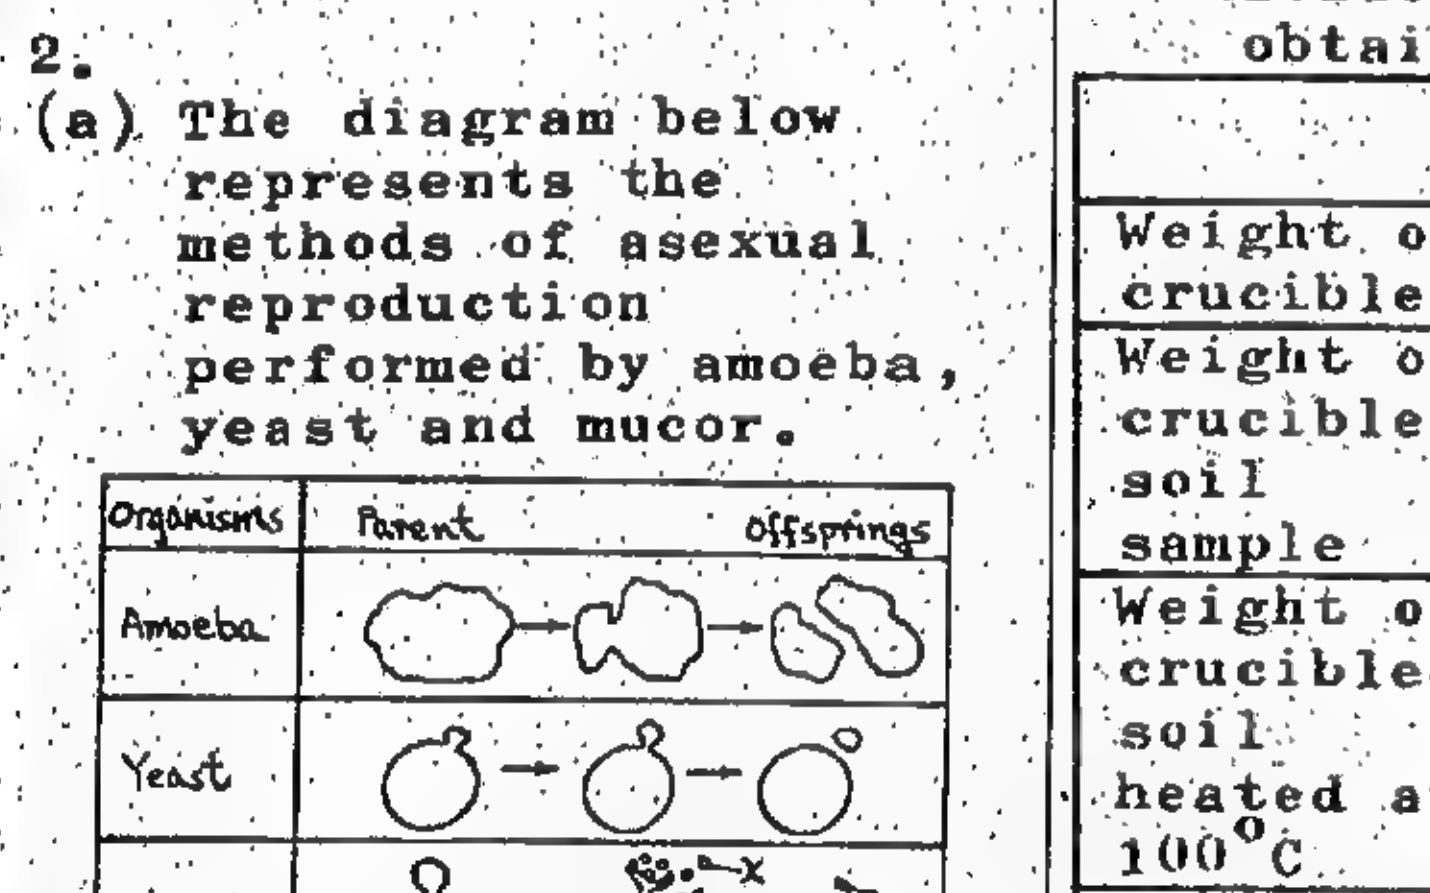 2.
(a) The diagram below
represents the
methods of asexual
reproduction
performed by amoeba,
yeast and mucor.
Organisms Parent Offsprings
Amoeba
Yeast
X
obtai
Weight o
crucible
Weight o
crucible
soil
sample
Weight o
crucible
soil
heated a
100°C